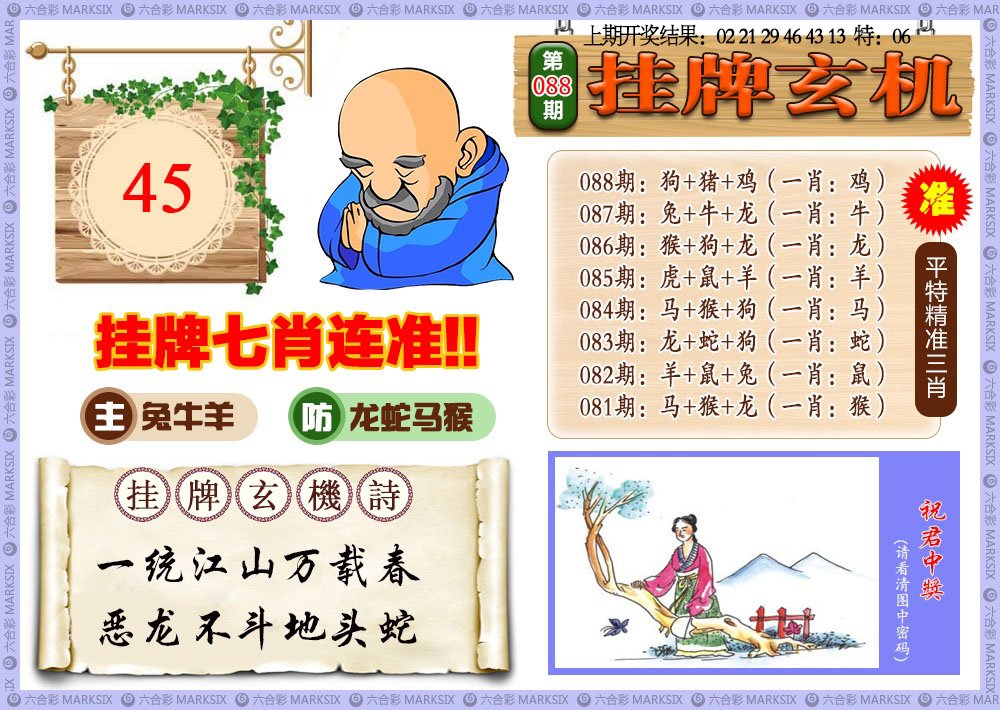 上期开奖结果：02 21 29 46 43 13 特：06
第088期
挂牌玄机
45
挂牌七肖连准!!
主 兔牛羊
防 龙蛇马猴
挂牌玄機詩
一统江山万载春
恶龙不斗地头蛇
088期：狗+猪+鸡（一肖：鸡）
087期：兔+牛+龙（一肖：牛）
086期：猴+狗+龙（一肖：龙）
085期：虎+鼠+羊（一肖：羊）
084期：马+猴+狗（一肖：马）
083期：龙+蛇+狗（一肖：蛇）
082期：羊+鼠+兔（一肖：鼠）
081期：马+猴+龙（一肖：猴）
准
平特精准三肖
祝君中奖
（请看清图中密码）
六合彩 MARKSIX